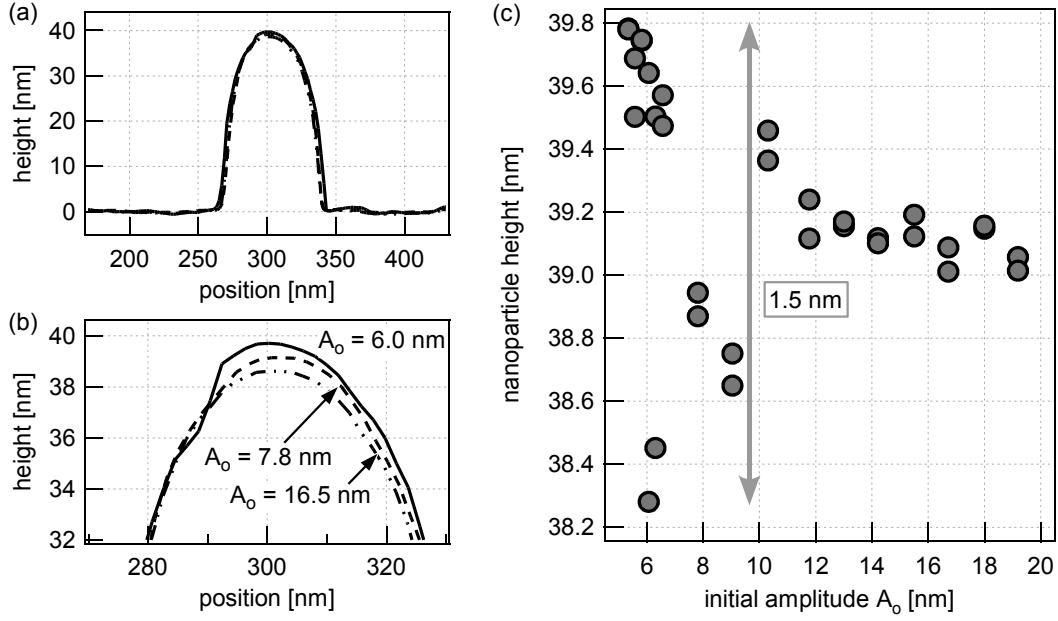 (a)
40
30
20
10
0
height [nm]
200
250
300
350
400
position [nm]
(b)
40
38
36
34
32
height [nm]
A₀ = 6.0 nm
A₀ = 7.8 nm
A₀ = 16.5 nm
280
300
320
position [nm]
(c)
39.8
39.6
39.4
39.2
39.0
38.8
38.6
38.4
38.2
nanoparticle height [nm]
1.5 nm
6
8
10
12
14
16
18
20
initial amplitude A₀ [nm]